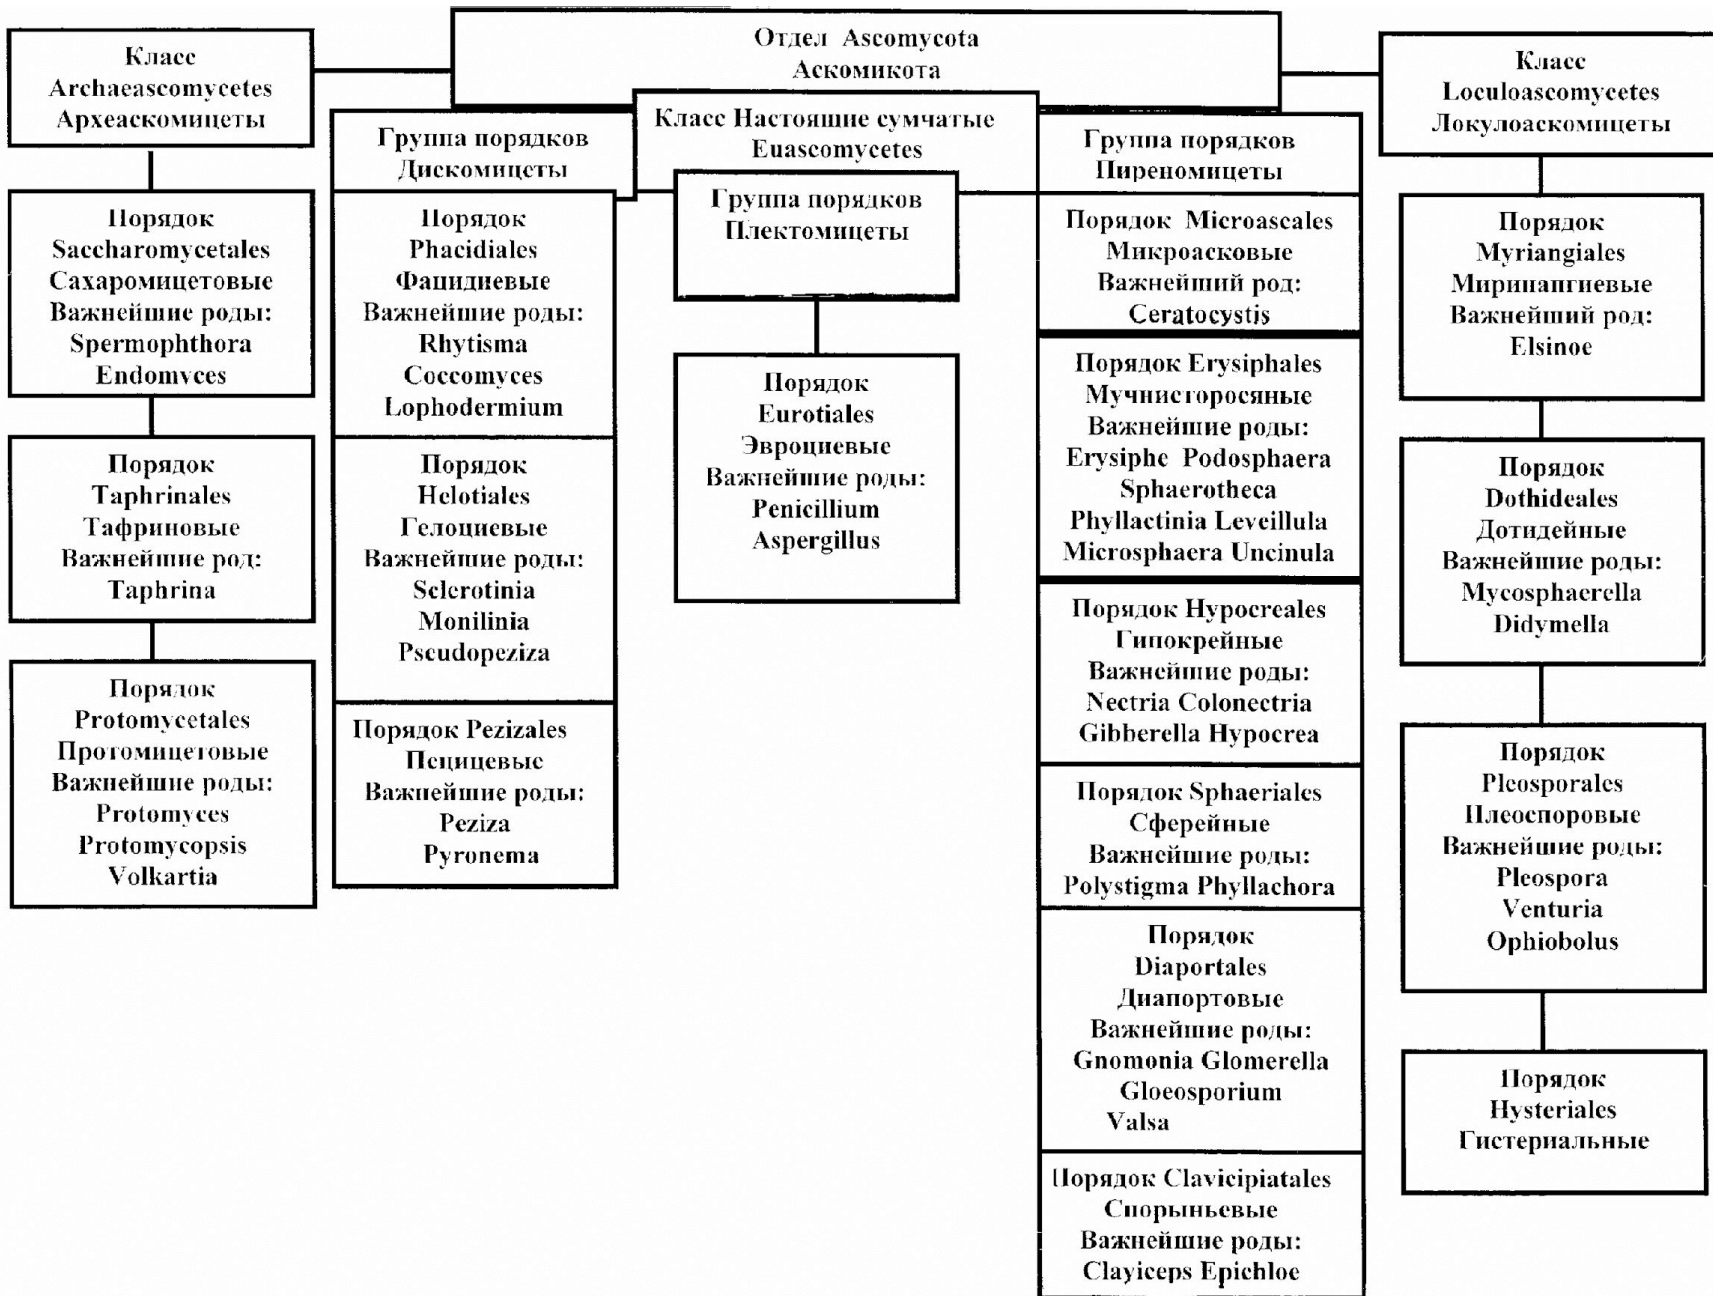 Отдел Ascomycota
Аскомикота
Класс
Archaeascomycetes
Археаскомицеты
Порядок
Saccharomycetales
Сахаромицетовые
Важнейшие роды:
Spermophthora
Endomyces
Порядок
Taphrinales
Тафриновые
Важнейшие род:
Taphrina
Порядок
Protomycetales
Протомицетовые
Важнейшие роды:
Protomyces
Protomycopsis
Volkartia
Класс Настояшие сумчатые
Euascomycetes
Группа порядков
Дискомицеты
Порядок
Phacidiales
Фацидиевые
Важнейшие роды:
Rhytisma
Coccomyces
Lophodermium
Порядок
Helotiales
Гелоциевые
Важнейшие роды:
Sclerotinia
Monilinia
Pseudopeziza
Порядок Pezizales
Пецицевые
Важнейшие роды:
Peziza
Pyronema
Группа порядков
Плектомицеты
Порядок
Eurotiales
Эвроциевые
Важнейшие роды:
Penicillium
Aspergillus
Группа порядков
Пиреномицеты
Порядок Microascales
Микроасковые
Важнейший род:
Ceratocystis
Порядок Erysiphales
Мучнисторосяные
Важнейшие роды:
Erysiphe Podosphaera
Sphaerotheca
Phyllactinia Leveillula
Microsphaera Uncinula
Порядок Hypocreales
Гипокрейные
Важнейшие роды:
Nectria Colonectria
Gibberella Hypocrea
Порядок Sphaeriales
Сферейные
Важнейшие роды:
Polystigma Phyllachora
Порядок
Diaportales
Диапортовые
Важнейшие роды:
Gnomonia Glomerella
Gloeosporium
Valsa
Порядок Clavicipiatales
Спорыньевые
Важнейшие роды:
Clayiceps Epichloe
Класс
Loculoascomycetes
Локулоаскомицеты
Порядок
Myriangiales
Миринангиевые
Важнейший род:
Elsinoe
Порядок
Dothideales
Дотидейные
Важнейшие роды:
Mycosphaerella
Didymella
Порядок
Pleosporales
Плеоспоровые
Важнейшие роды:
Pleospora
Venturia
Ophiobolus
Порядок
Hysteriales
Гистериальные